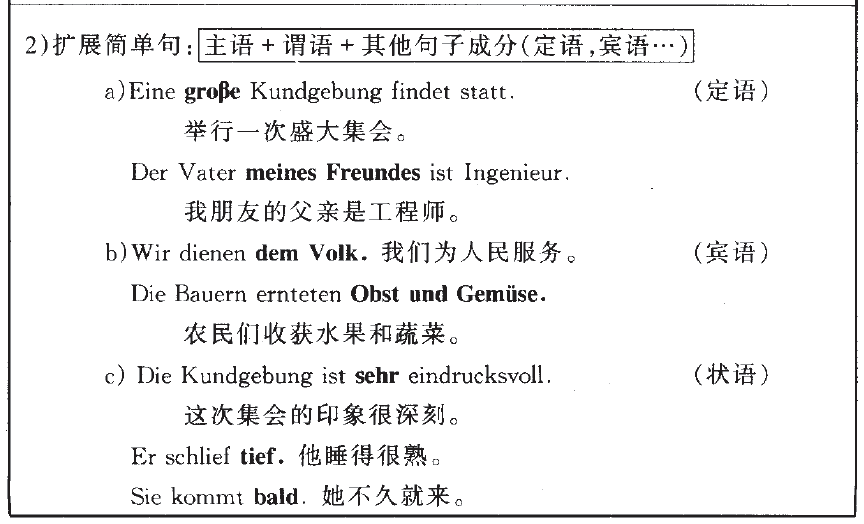 2)扩展简单句:主语+谓语+其他句子成分(定语,宾语…)
a)Eine große Kundgebung findet statt. (定语)
举行一次盛大集会。
Der Vater meines Freundes ist Ingenieur.
我朋友的父亲是工程师。
b)Wir dienen dem Volk. 我们为人民服务。 (宾语)
Die Bauern ernteten Obst und Gemüse.
农民们收获水果和蔬菜。
c) Die Kundgebung ist sehr eindrucksvoll. (状语)
这次集会的印象很深刻。
Er schlief tief. 他睡得很熟。
Sie kommt bald. 她不久就来。